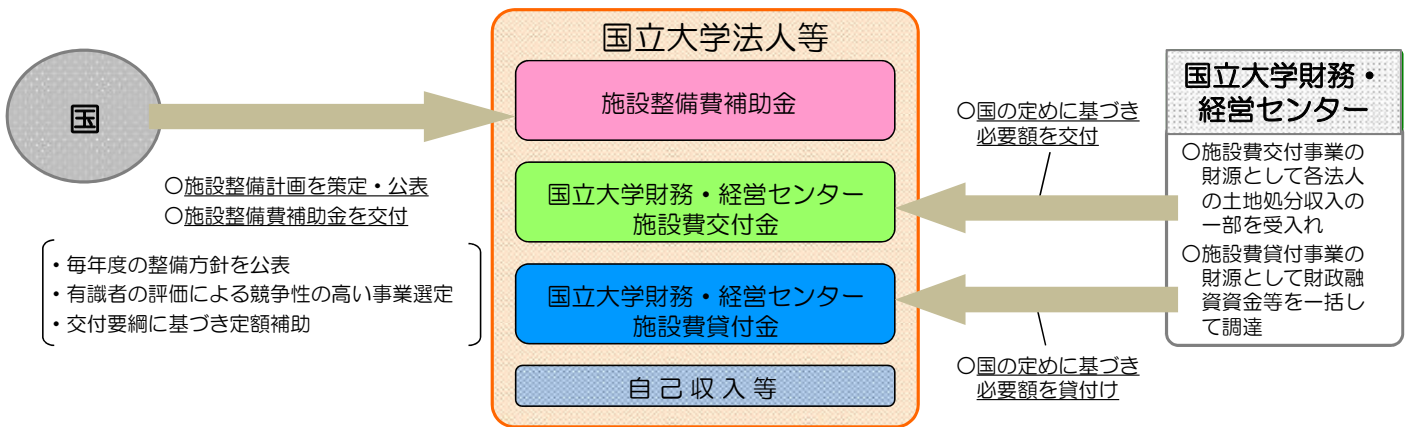 国
〇施設整備計画を策定・公表
〇施設整備費補助金を交付
・毎年度の整備方針を公表
・有識者の評価による競争性の高い事業選定
・交付要綱に基づき定額補助
国立大学法人等
施設整備費補助金
国立大学財務・経営センター
施設費交付金
国立大学財務・経営センター
施設費貸付金
自己収入等
〇国の定めに基づき
必要額を交付
〇国の定めに基づき
必要額を貸付け
国立大学財務・
経営センター
〇施設費交付事業の
財源として各法人
の土地処分収入の
一部を受入れ
〇施設費貸付事業の
財源として財政融
資資金等を一括し
て調達